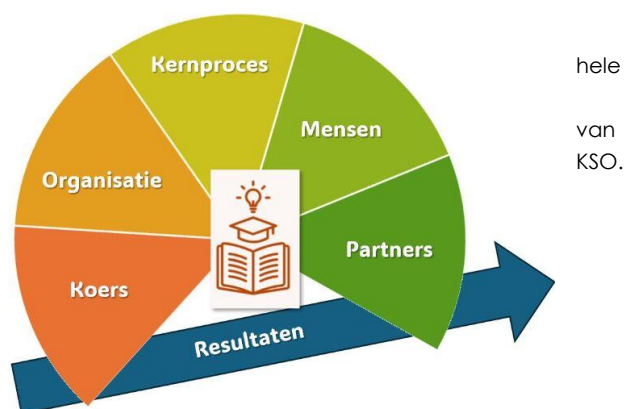 Kernproces
hele
Mensen
van
KSO.
Organisatie
Partners
Koers
Resultaten